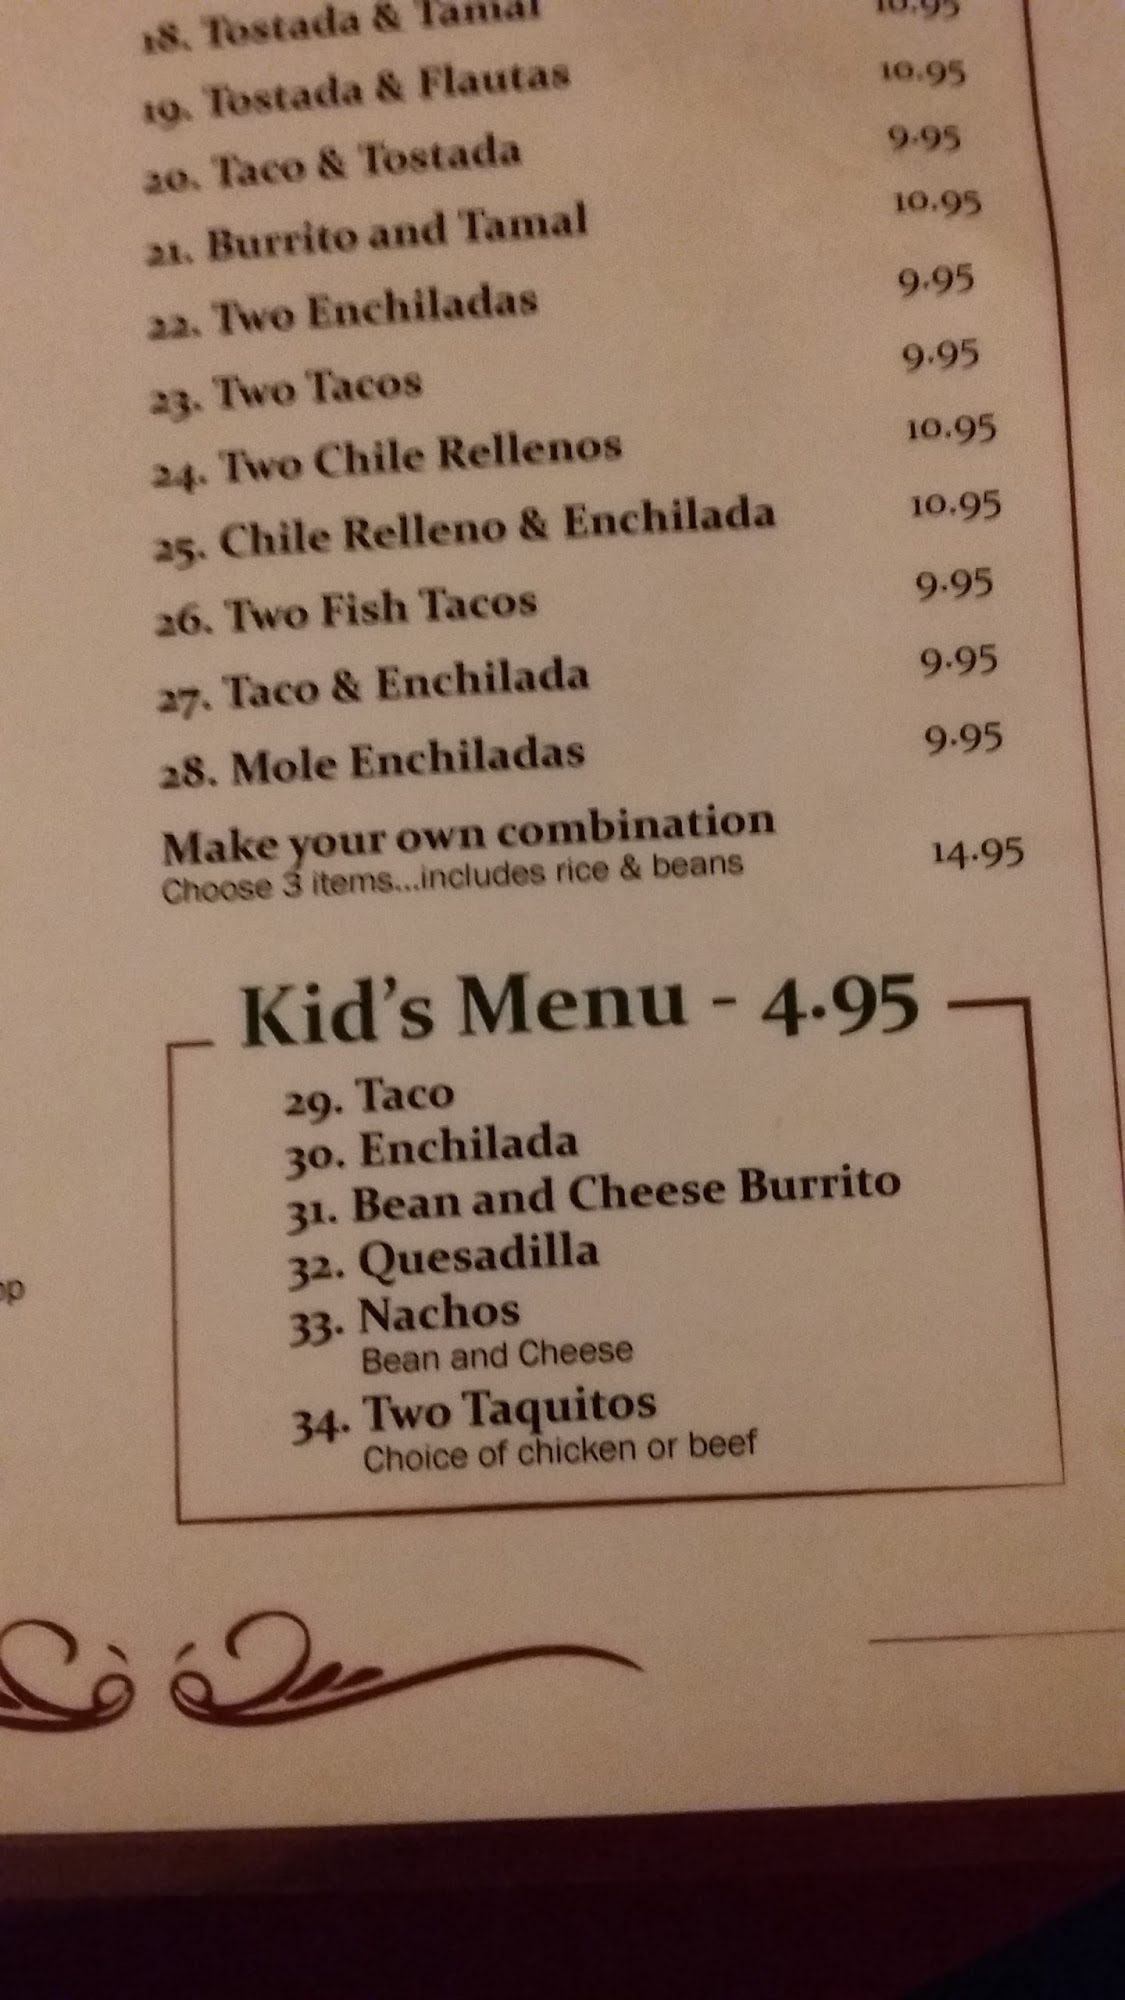 18. Tostada & Tamal 10.95
19. Tostada & Flautas 10.95
20. Taco & Tostada 9.95
21. Burrito and Tamal 10.95
22. Two Enchiladas 9.95
23. Two Tacos 9.95
24. Two Chile Rellenos 10.95
25. Chile Relleno & Enchilada 10.95
26. Two Fish Tacos 9.95
27. Taco & Enchilada 9.95
28. Mole Enchiladas 9.95
Make your own combination 14.95
Choose 3 items...includes rice & beans
Kid's Menu - 4.95
29. Taco
30. Enchilada
31. Bean and Cheese Burrito
32. Quesadilla
33. Nachos
Bean and Cheese
34. Two Taquitos
Choice of chicken or beef